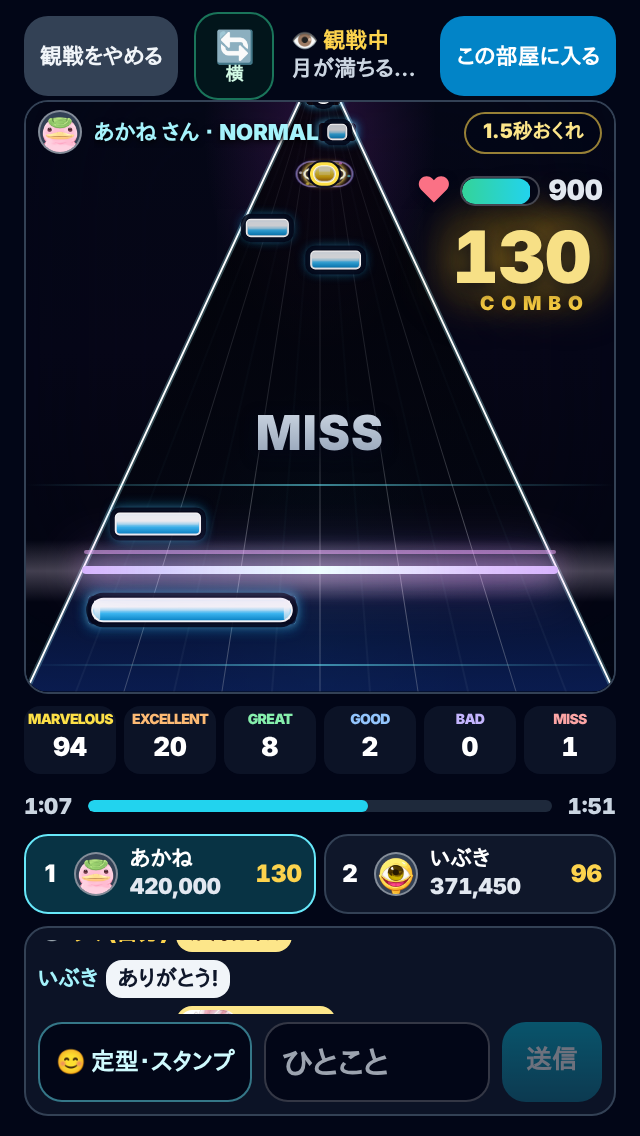 観戦をやめる
横
観戦中
月が満ちる…
この部屋に入る
あかね さん・NORMAL
1.5秒おくれ
900
130
COMBO
MISS
MARVELOUS
94
EXCELLENT
20
GREAT
8
GOOD
2
BAD
0
MISS
1
1:07
1:51
1
あかね
420,000
130
2
いぶき
371,450
96
いぶき ありがとう!
定型・スタンプ
ひとこと
送信